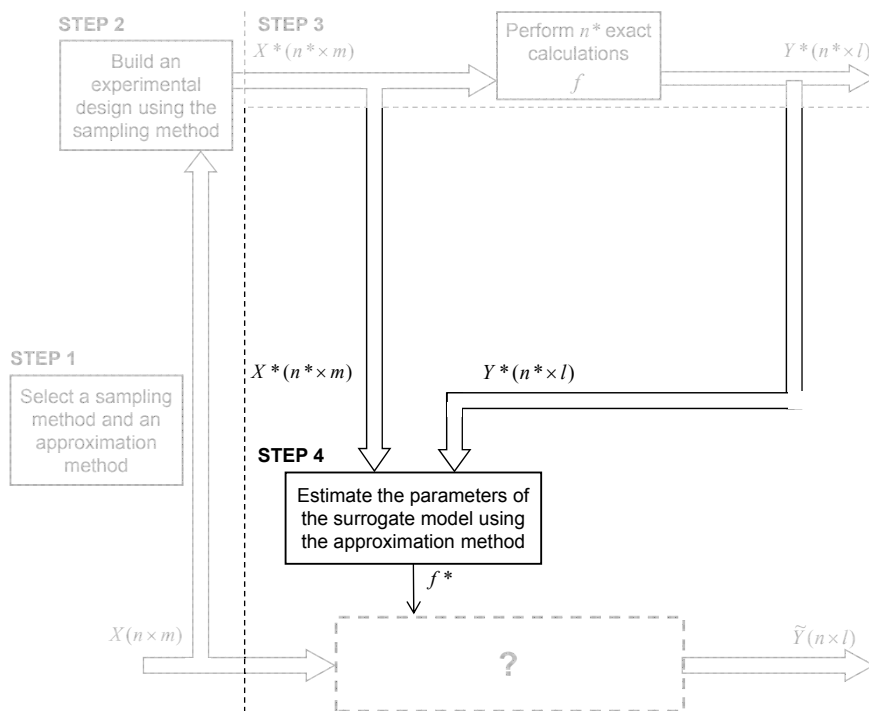 STEP 2
Build an
experimental
design using the
sampling method
STEP 3
X*(n*×m)
Perform n* exact
calculations
f
Y*(n*×l)
STEP 1
Select a sampling
method and an
approximation
method
X*(n*×m)
Y*(n*×l)
STEP 4
Estimate the parameters of
the surrogate model using
the approximation method
f*
X(n×m)
?
Ỹ(n×l)